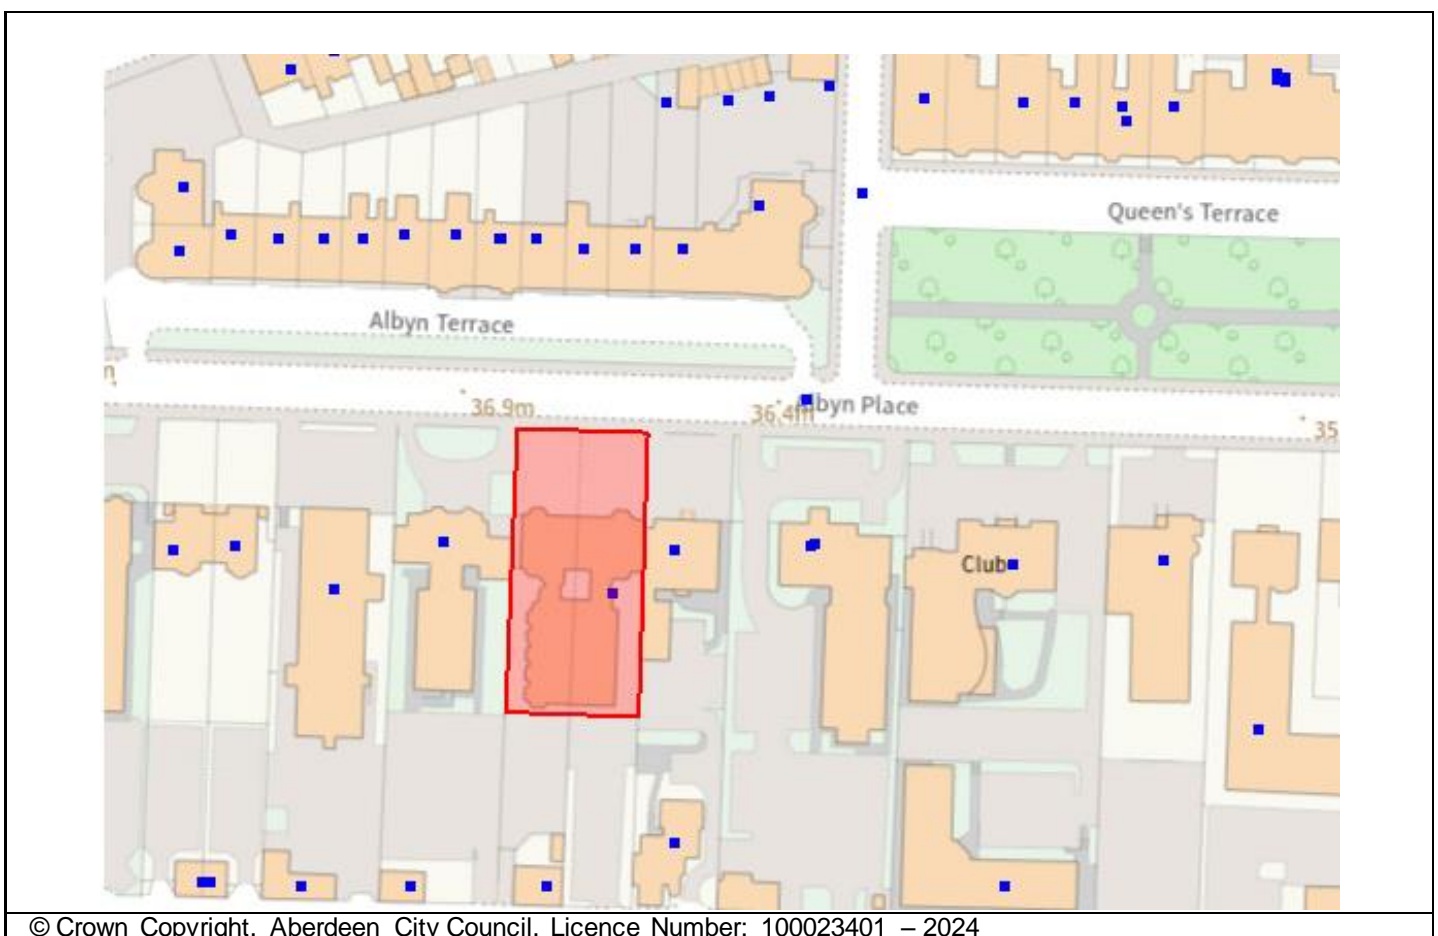 Queen's Terrace
Albyn Terrace
m
36.9m
36.4m
Albyn Place
35
Club
© Crown Copyright. Aberdeen City Council. Licence Number: 100023401 – 2024